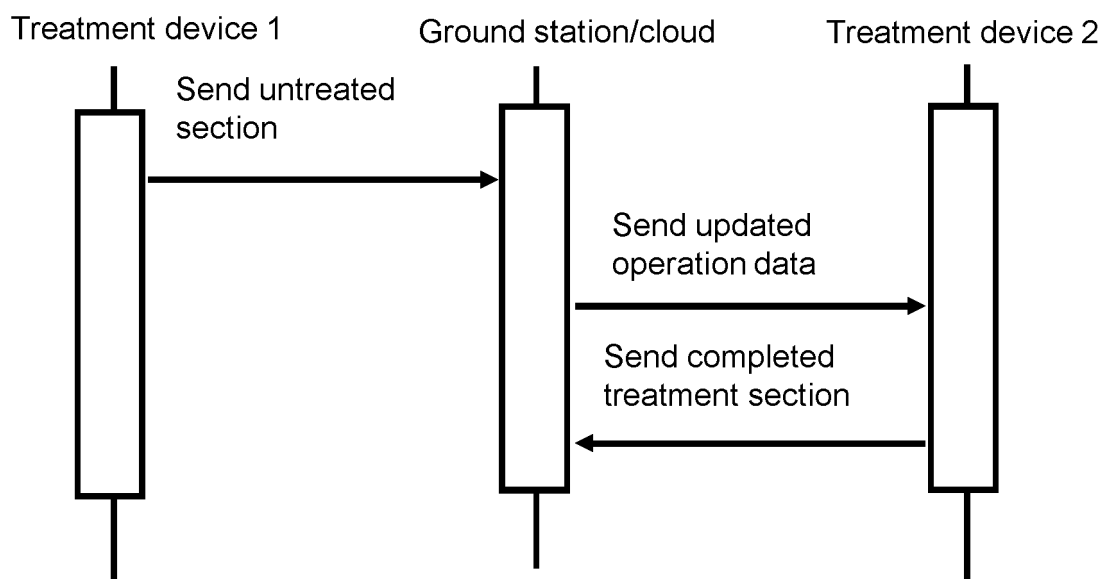 Treatment device 1
Ground station/cloud
Treatment device 2
Send untreated
section
Send updated
operation data
Send completed
treatment section